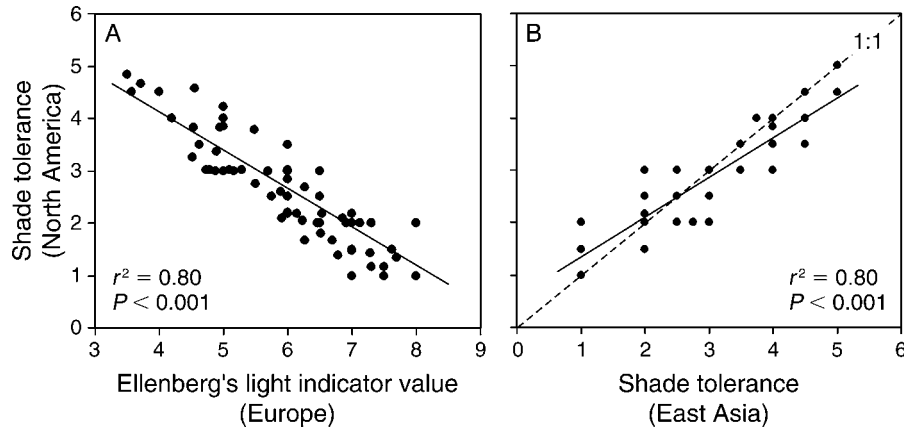 A
B
1:1
Shade tolerance
(North America)
6
5
4
3
2
1
0
r² = 0.80
P < 0.001
r² = 0.80
P < 0.001
3 4 5 6 7 8 9
0 1 2 3 4 5 6
Ellenberg's light indicator value
(Europe)
Shade tolerance
(East Asia)